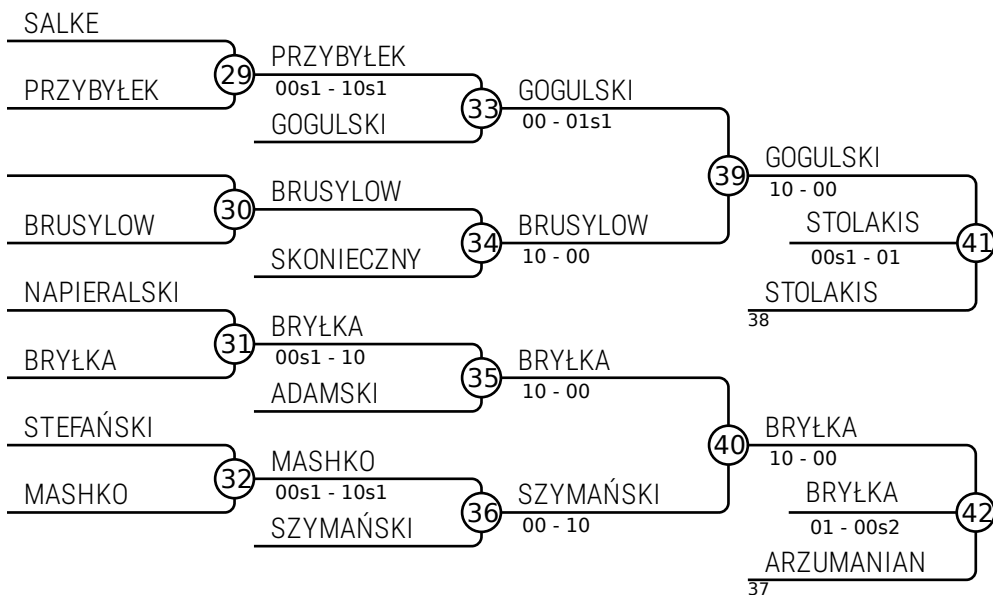 SALKE
PRZYBYŁEK
29
PRZYBYŁEK
00s1 - 10s1
GOGULSKI
33
GOGULSKI
00 - 01s1
BRUSYLOW
30
BRUSYLOW
SKONIECZNY
34
BRUSYLOW
10 - 00
39
GOGULSKI
10 - 00
STOLAKIS
00s1 - 01
41
STOLAKIS
38
NAPIERALSKI
BRYŁKA
31
BRYŁKA
00s1 - 10
ADAMSKI
35
BRYŁKA
10 - 00
STEFAŃSKI
MASHKO
32
MASHKO
00s1 - 10s1
SZYMAŃSKI
36
SZYMAŃSKI
00 - 10
40
BRYŁKA
10 - 00
BRYŁKA
01 - 00s2
42
ARZUMANIAN
37